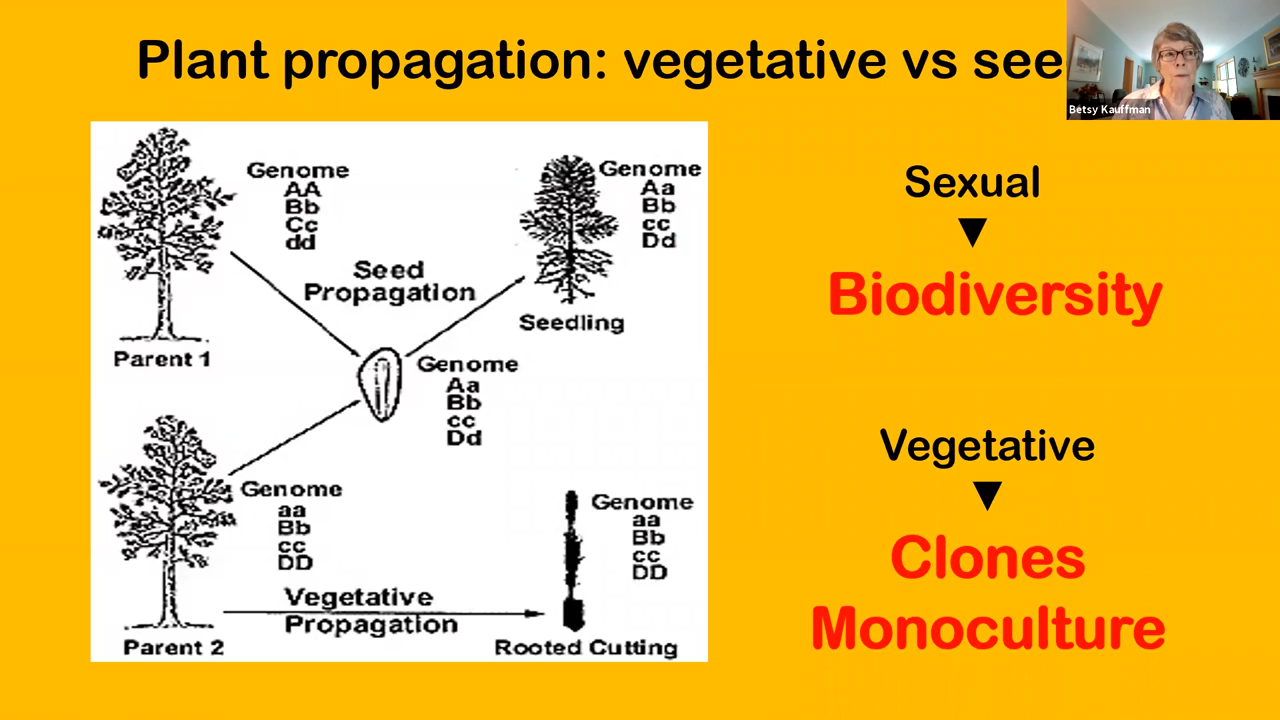 Plant propagation: vegetative vs see
Betsy Kauffman
Genome
AA
Bb
Cc
dd
Parent 1
Seed
Propagation
Genome
Aa
Bb
cc
Dd
Seedling
Genome
Aa
Bb
cc
Dd
Genome
aa
Bb
cc
DD
Parent 2
Vegetative
Propagation
Genome
aa
Bb
cc
DD
Rooted Cutting
Sexual
Biodiversity
Vegetative
Clones
Monoculture